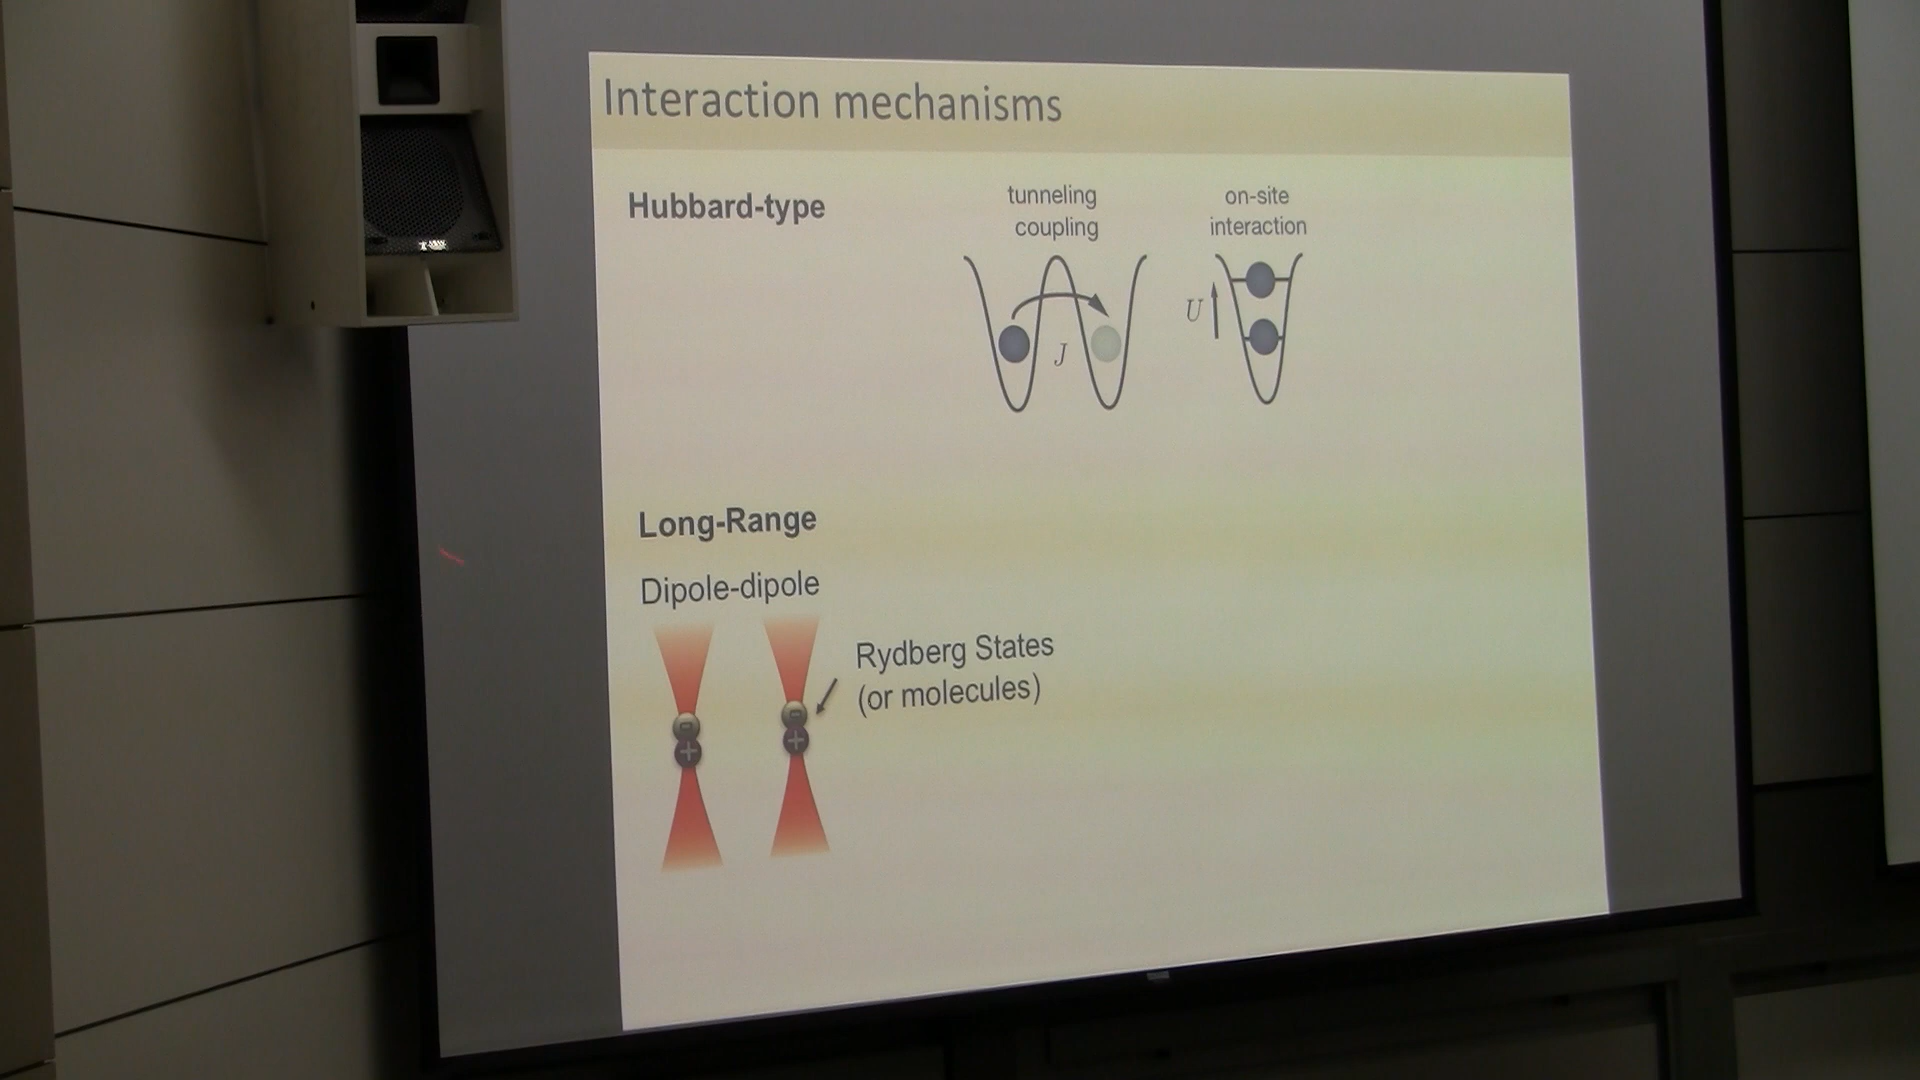 Interaction mechanisms
Hubbard-type
tunneling
coupling
on-site
interaction
J
U
Long-Range
Dipole-dipole
Rydberg States
(or molecules)
-
+
-
+